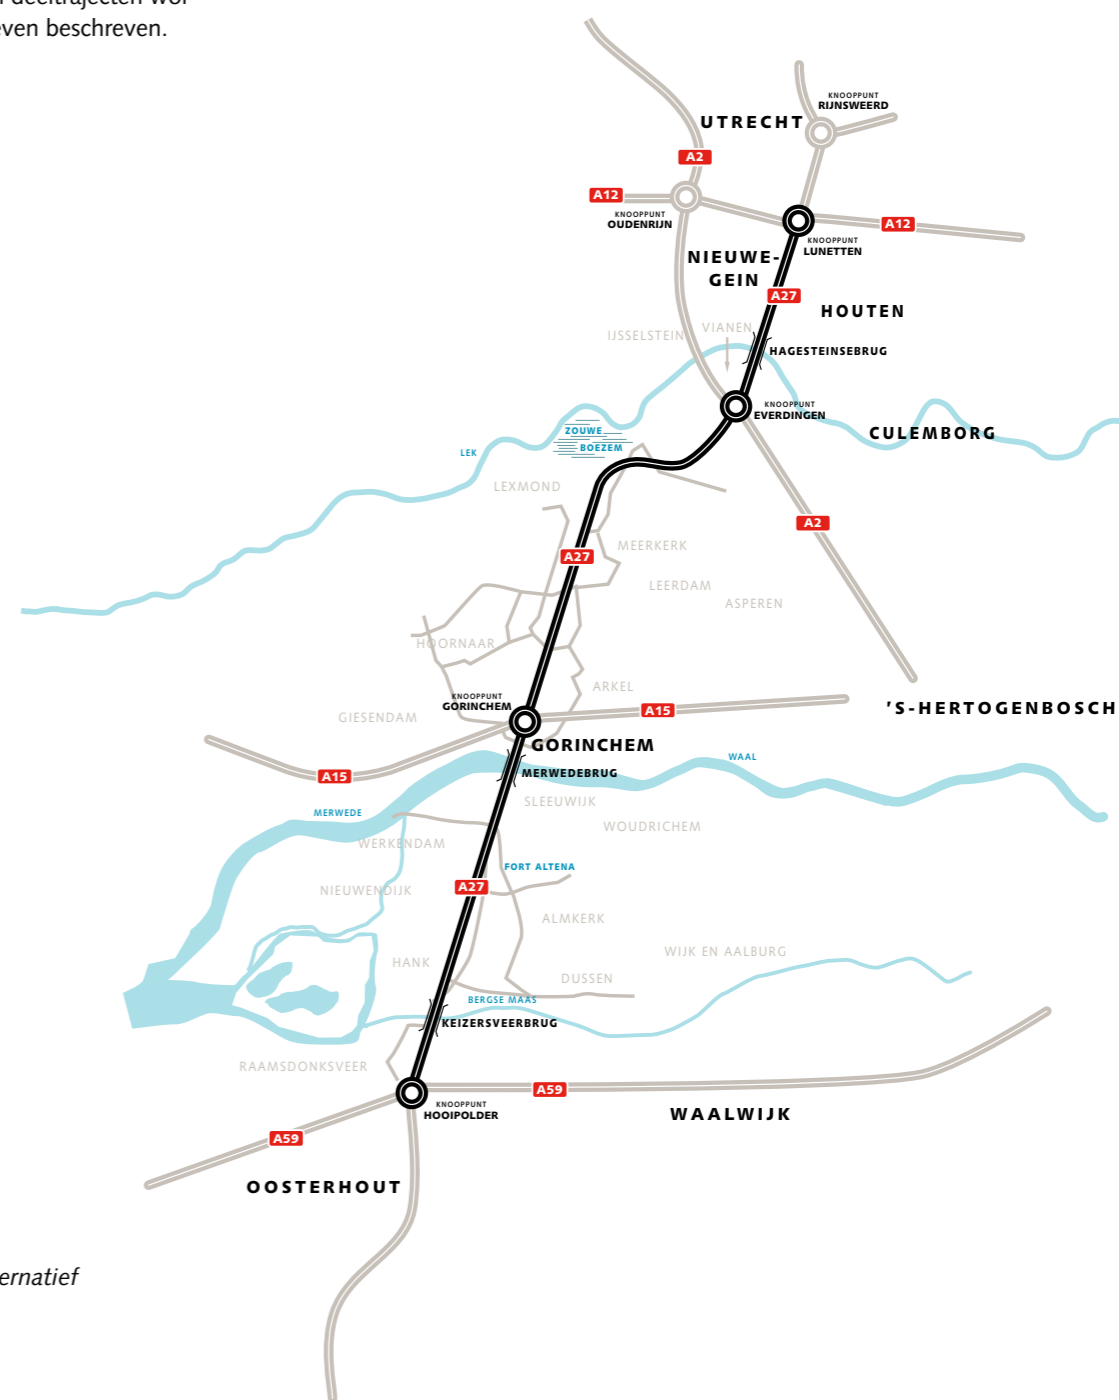 deeltrajecten wor
even beschreven.
KNOOPPUNT
RIJNSWEERD
UTRECHT
A2
A12
KNOOPPUNT
OUDENRIJN
A12
KNOOPPUNT
LUNETTEN
NIEUWE-
GEIN
A27
HOUTEN
VIANEN
IJSSELSTEIN
HAGESTEINSEBRUG
KNOOPPUNT
EVERDINGEN
CULEMBORG
ZOUWE
BOEZEM
LEK
LEXMOND
A2
A27
MEERKERK
LEERDAM
ASPEREN
HOORNAAR
ARKEL
KNOOPPUNT
GORINCHEM
A15
'S-HERTOGENBOSCH
GIESENDAM
GORINCHEM
A15
MERWEDEBRUG
WAAL
SLEEUWIJK
MERWEDE
WOUDRICHEM
WERKENDAM
FORT ALTENA
A27
NIEUWENDIJK
ALMKERK
WIJK EN AALBURG
HANK
DUSSEN
BERGSE MAAS
KEIZERSVEERBRUG
RAAMSDONKSVEER
A59
KNOOPPUNT
HOOIPOLDER
WAALWIJK
A59
OOSTERHOUT
ernatief